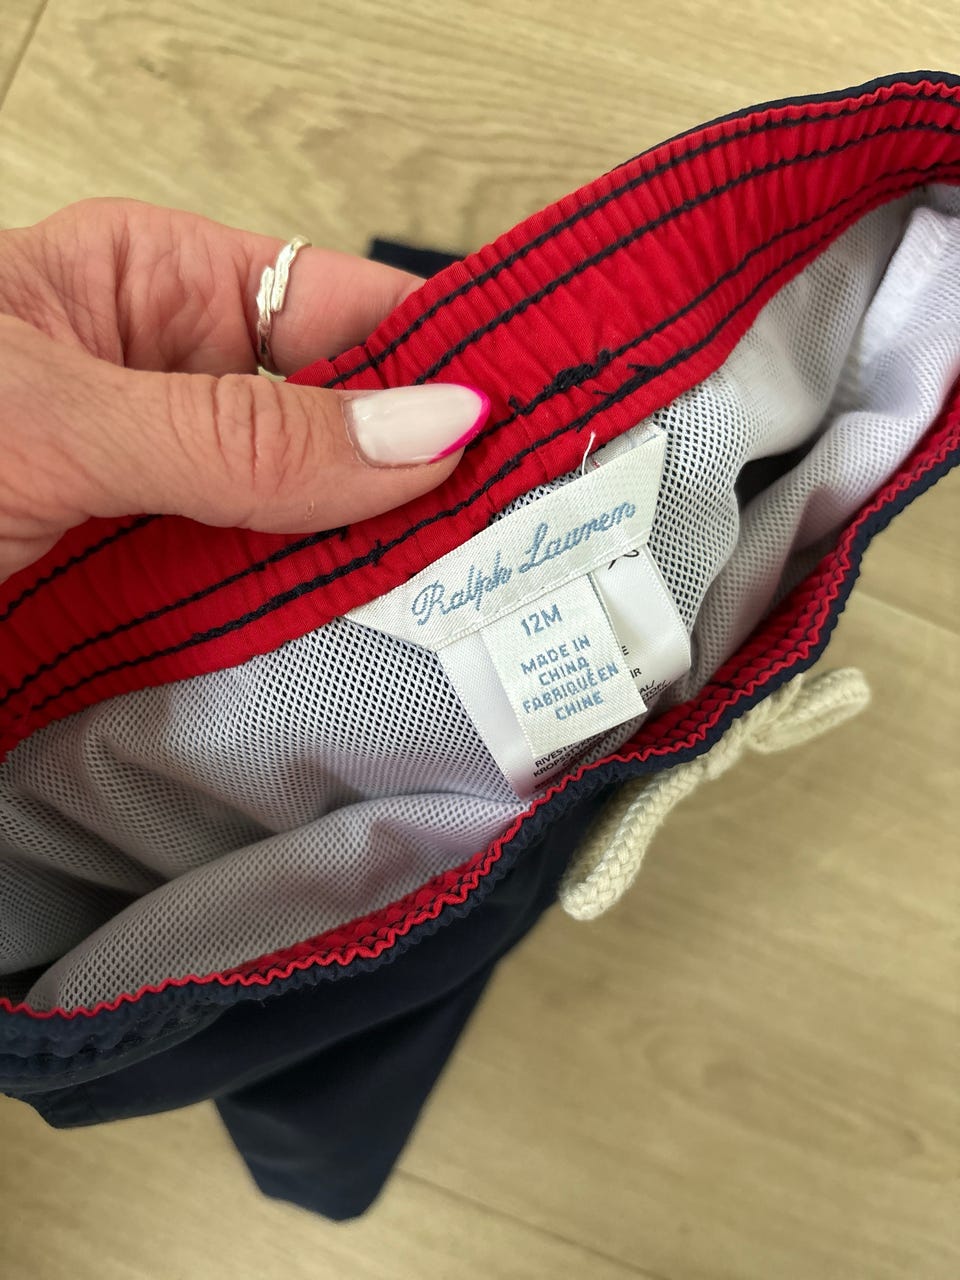 Ralph Lauren
12M
MADE IN
CHINA
FABRIQUÉ EN
CHINE